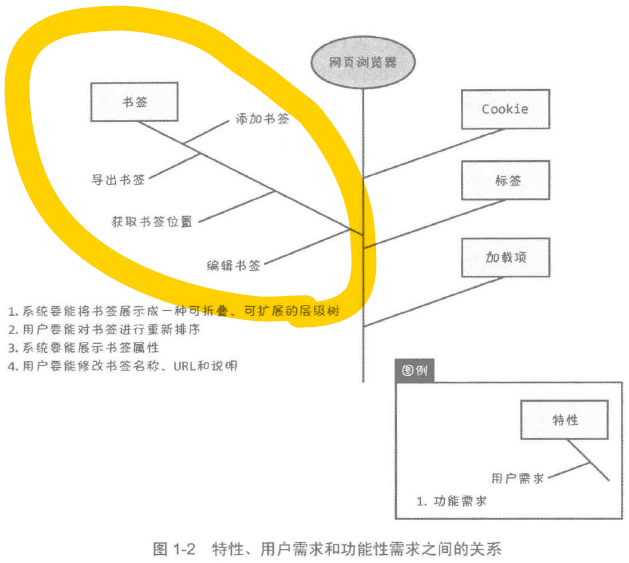 网页浏览器
书签
添加书签
导出书签
获取书签位置
编辑书签
Cookie
标签
加载项
1. 系统要能将书签展示成一种可折叠、可扩展的层级树
2. 用户要能对书签进行重新排序
3. 系统要能展示书签属性
4. 用户要能修改书签名称、URL和说明
图例
特性
用户需求
1. 功能需求
图 1-2 特性、用户需求和功能性需求之间的关系